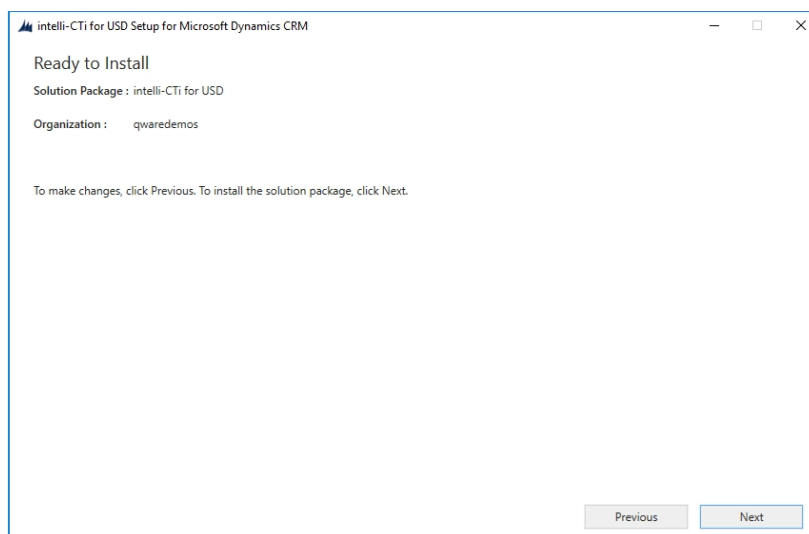 intelli-CTi for USD Setup for Microsoft Dynamics CRM
Ready to Install
Solution Package : intelli-CTi for USD
Organization : qwaredemos
To make changes, click Previous. To install the solution package, click Next.
Previous Next